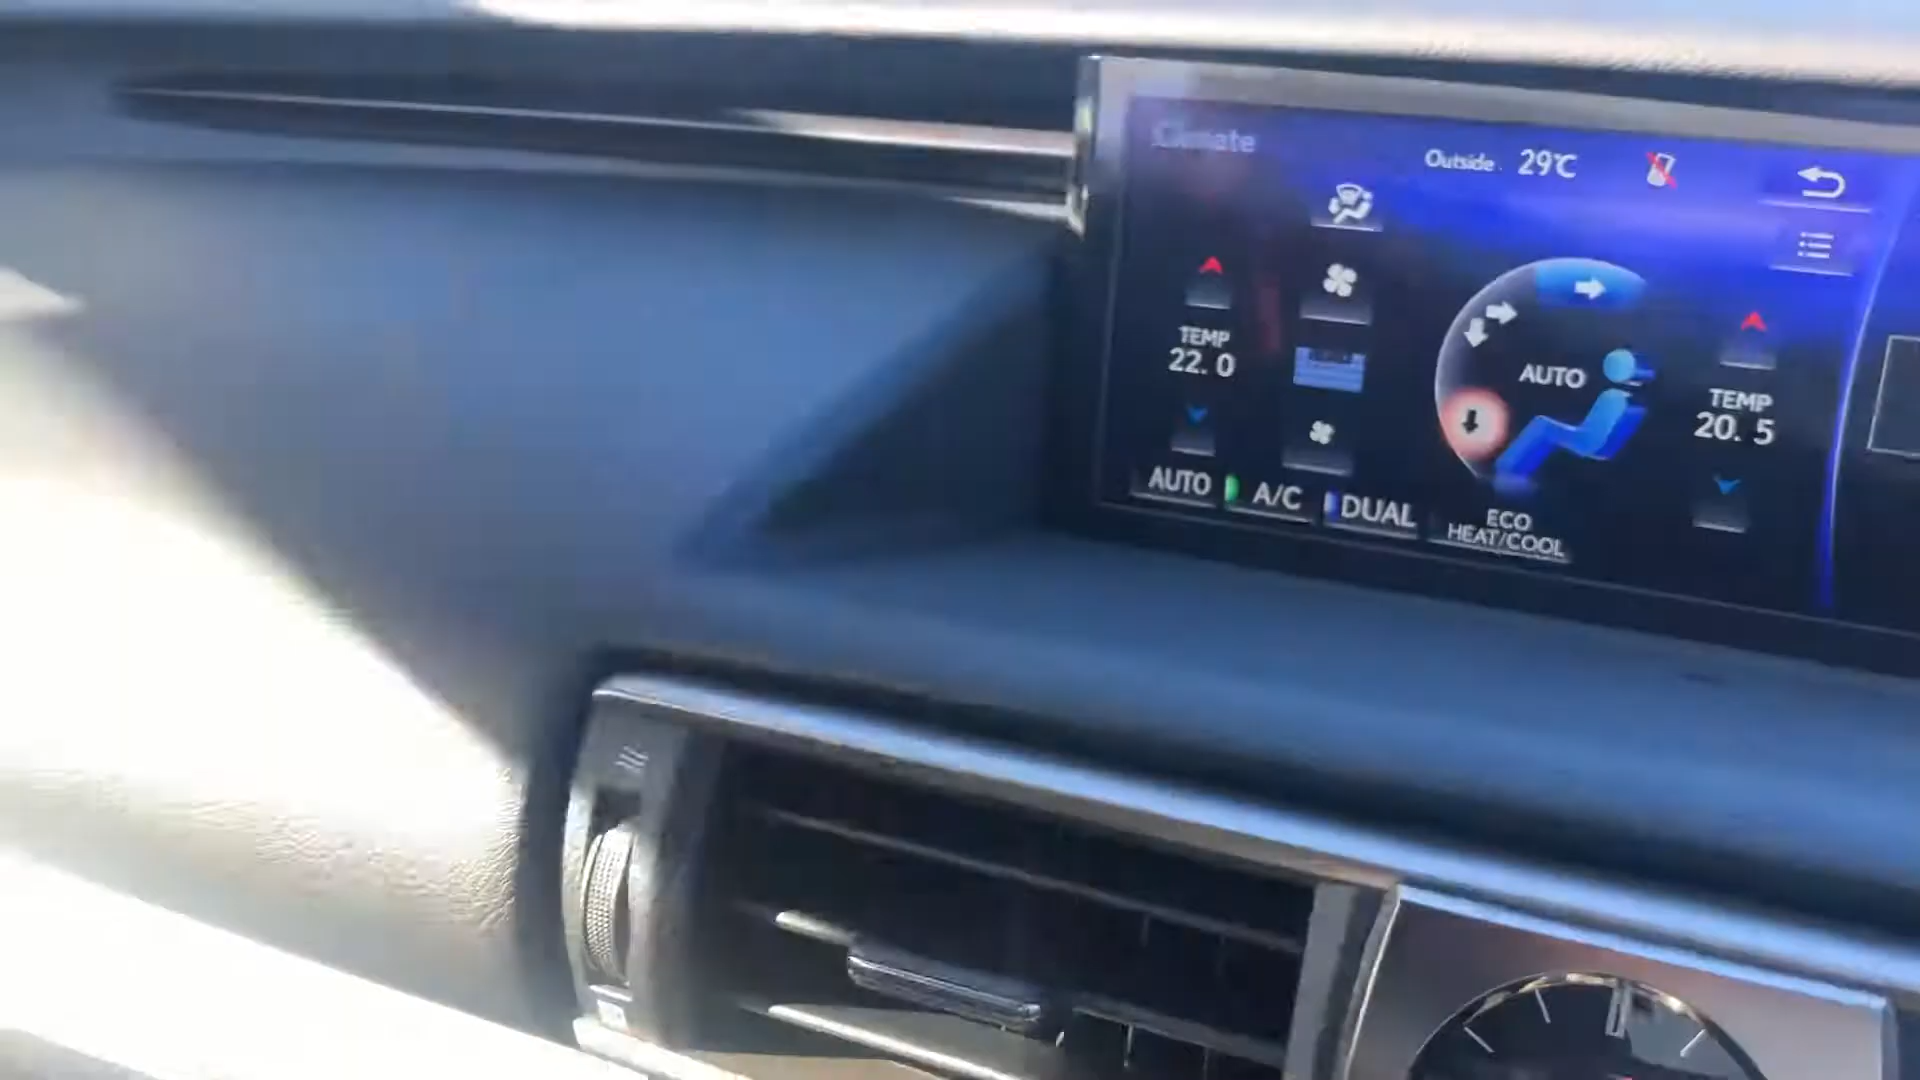 Climate
Outside 29℃
TEMP
22.0
AUTO
TEMP
20.5
AUTO A/C DUAL
ECO
HEAT/COOL